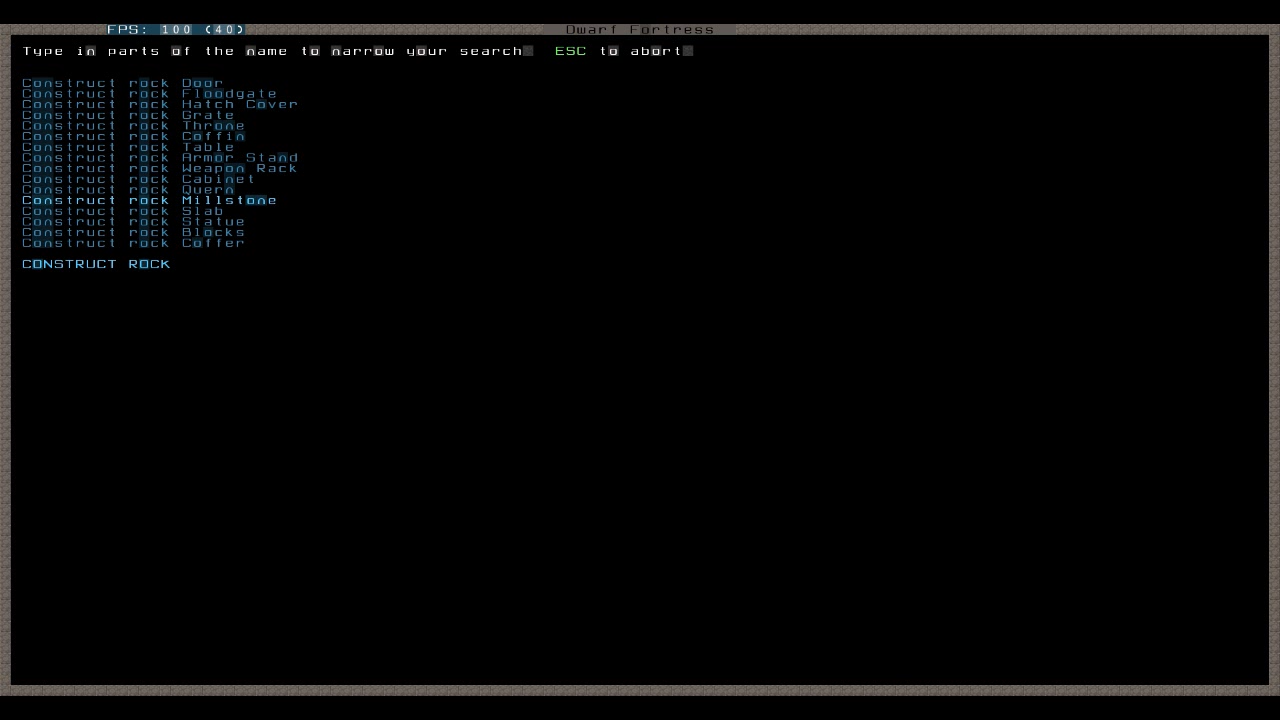 FPS: 100 (40) Dwarf Fortress
Type in parts of the name to narrow your search. ESC to abort.
Construct rock Door
Construct rock Floodgate
Construct rock Hatch Cover
Construct rock Grate
Construct rock Throne
Construct rock Coffin
Construct rock Table
Construct rock Armor Stand
Construct rock Weapon Rack
Construct rock Cabinet
Construct rock Quern
Construct rock Millstone
Construct rock Slab
Construct rock Statue
Construct rock Blocks
Construct rock Coffer
CONSTRUCT ROCK